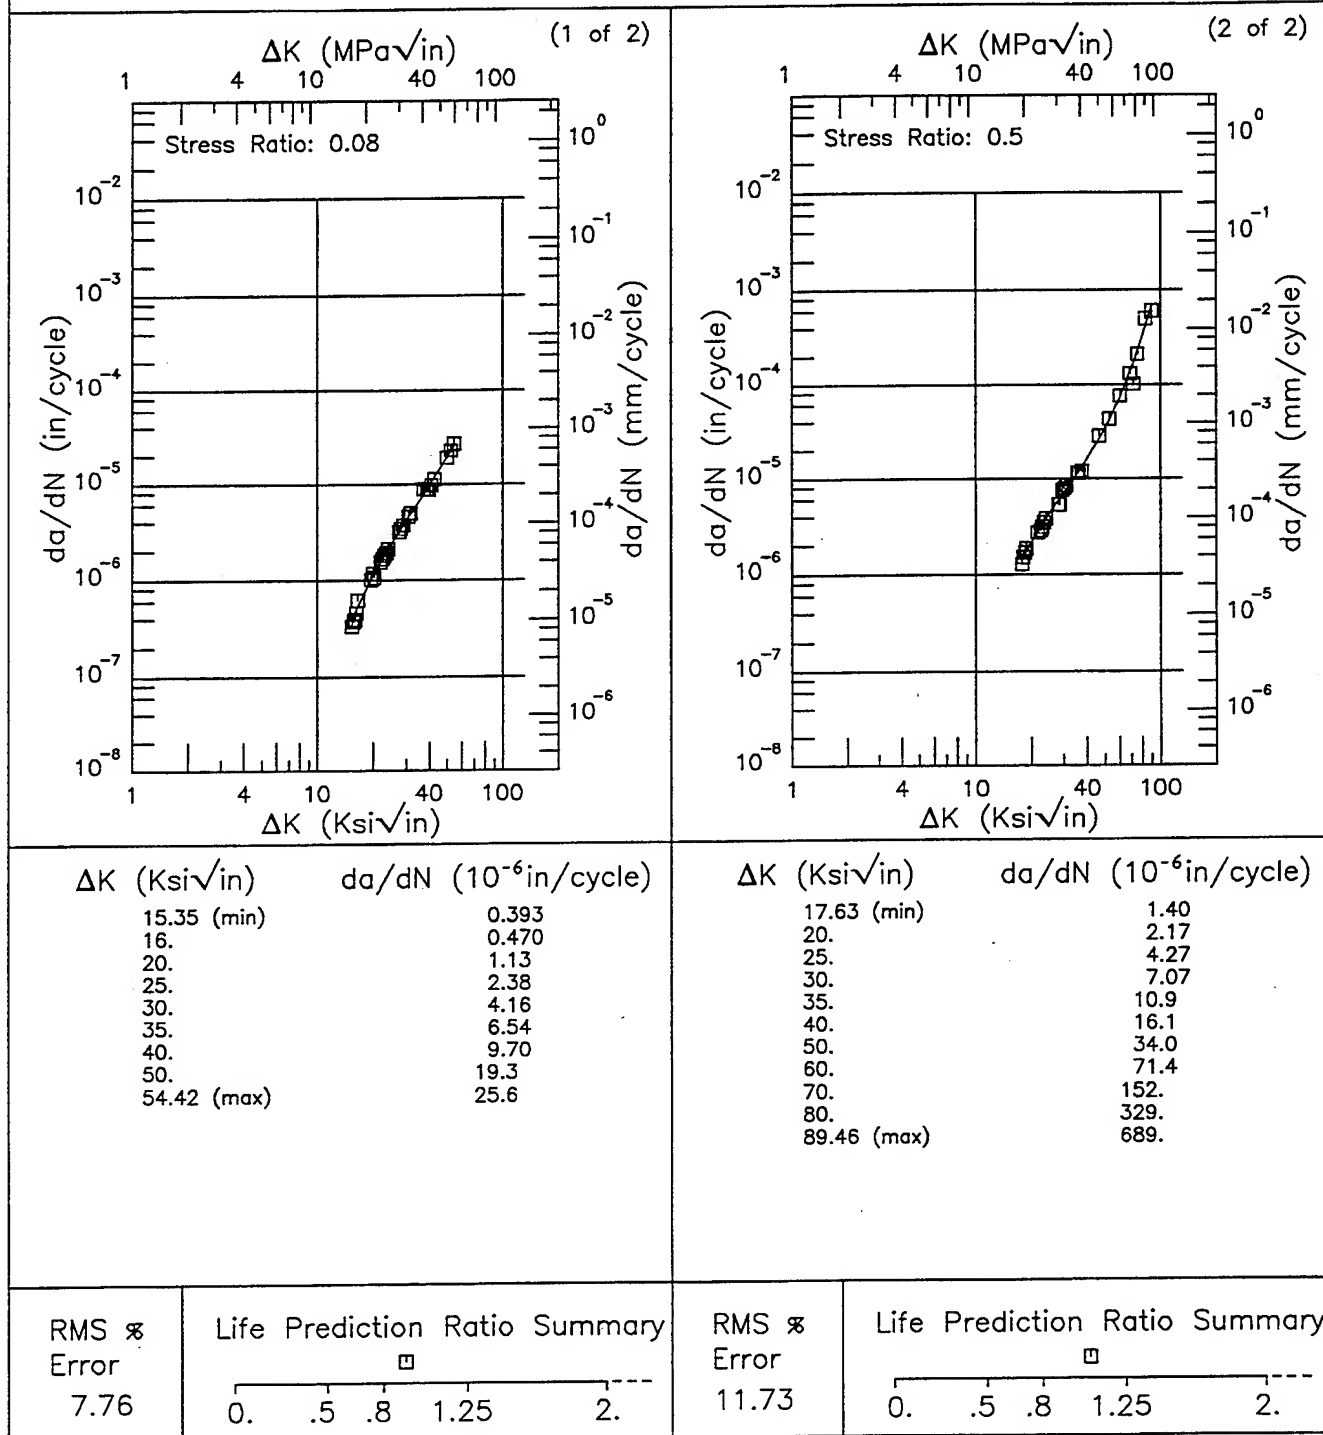 (1 of 2)
ΔK (MPa√in)
1 4 10 40 100
Stress Ratio: 0.08
10⁻²
10⁻³
10⁻⁴
10⁻⁵
10⁻⁶
10⁻⁷
10⁻⁸
da/dN (in/cycle)
10⁰
10⁻¹
10⁻²
10⁻³
10⁻⁴
10⁻⁵
10⁻⁶
da/dN (mm/cycle)
1 4 10 40 100
ΔK (Ksi√in)
ΔK (Ksi√in) da/dN (10⁻⁶in/cycle)
15.35 (min) 0.393
16. 0.470
20. 1.13
25. 2.38
30. 4.16
35. 6.54
40. 9.70
50. 19.3
54.42 (max) 25.6
RMS %
Error
7.76
Life Prediction Ratio Summary
0. .5 .8 1.25 2.
(2 of 2)
ΔK (MPa√in)
1 4 10 40 100
Stress Ratio: 0.5
10⁻²
10⁻³
10⁻⁴
10⁻⁵
10⁻⁶
10⁻⁷
10⁻⁸
da/dN (in/cycle)
10⁰
10⁻¹
10⁻²
10⁻³
10⁻⁴
10⁻⁵
10⁻⁶
da/dN (mm/cycle)
1 4 10 40 100
ΔK (Ksi√in)
ΔK (Ksi√in) da/dN (10⁻⁶in/cycle)
17.63 (min) 1.40
20. 2.17
25. 4.27
30. 7.07
35. 10.9
40. 16.1
50. 34.0
60. 71.4
70. 152.
80. 329.
89.46 (max) 689.
RMS %
Error
11.73
Life Prediction Ratio Summary
0. .5 .8 1.25 2.